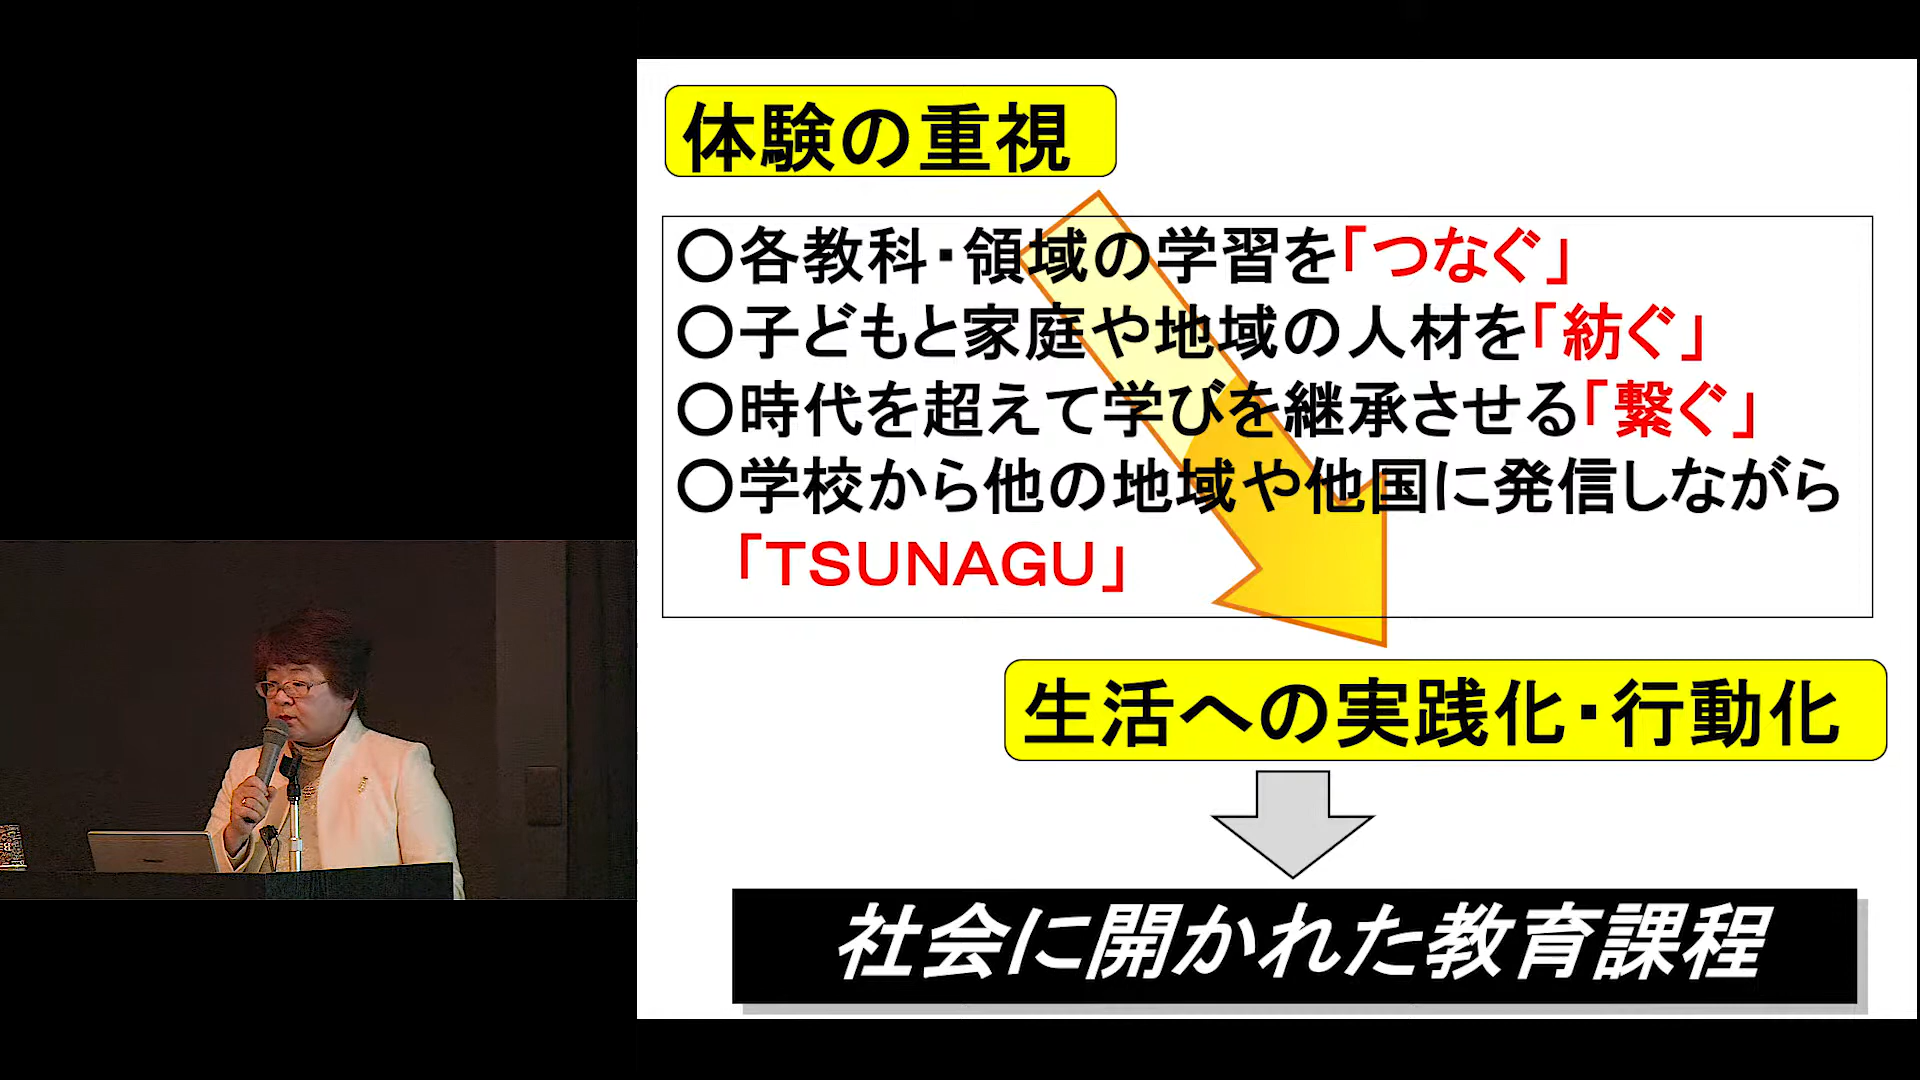 体験の重視
〇各教科・領域の学習を「つなぐ」
〇子どもと家庭や地域の人材を「紡ぐ」
〇時代を超えて学びを継承させる「繋ぐ」
〇学校から他の地域や他国に発信しながら
「TSUNAGU」
生活への実践化・行動化
社会に開かれた教育課程